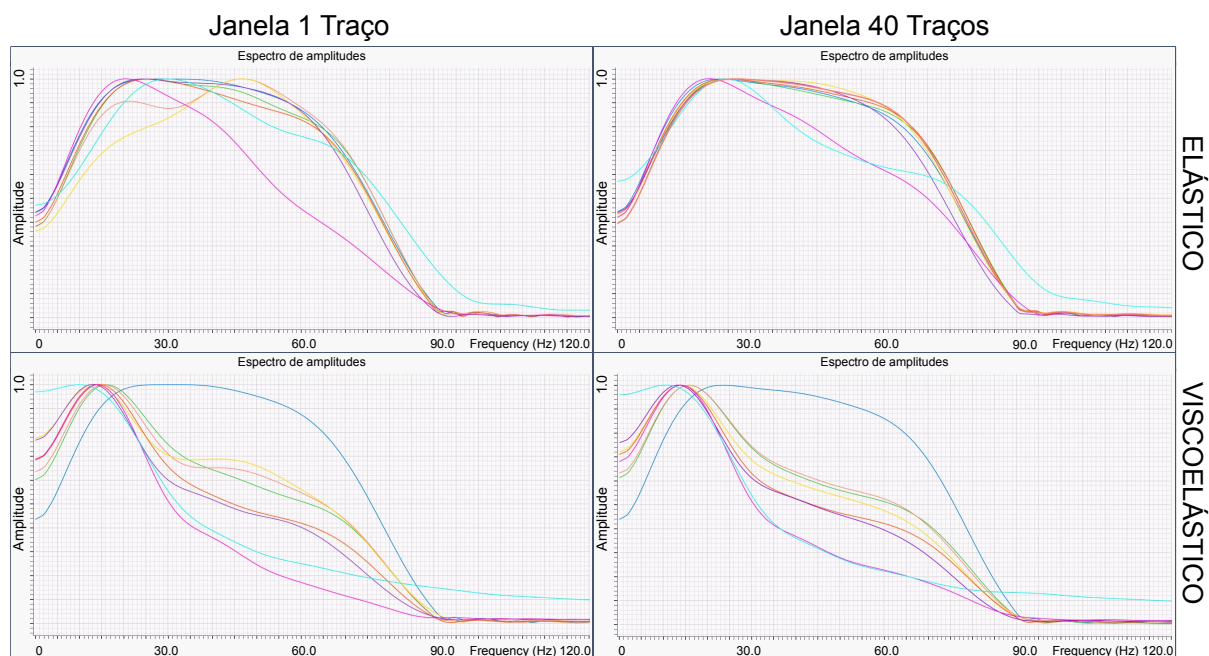 Janela 1 Traço
Janela 40 Traços
Espectro de amplitudes
1.0
Amplitude
0 30.0 60.0 90.0 Frequency (Hz) 120.0
Espectro de amplitudes
1.0
Amplitude
0 30.0 60.0 90.0 Frequency (Hz) 120.0
ELÁSTICO
Espectro de amplitudes
1.0
Amplitude
0 30.0 60.0 90.0 Frequency (Hz) 120.0
Espectro de amplitudes
1.0
Amplitude
0 30.0 60.0 90.0 Frequency (Hz) 120.0
VISCOELÁSTICO